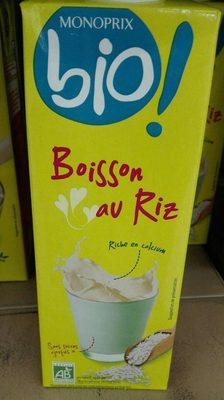 MONOPRIX
bio!
Boisson
au Riz
Riche en calcium
Sans sucres
ajoutés
AB